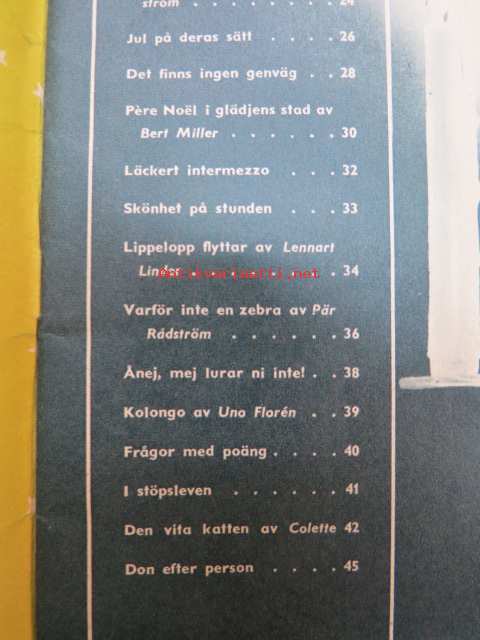 ström . . . . . . . . 24
Jul på deras sätt . . . . 26
Det finns ingen genväg . . 28
Père Noël i glädjens stad av
Bert Miller . . . . . . 30
Läckert intermezzo . . . 32
Skönhet på stunden . . . 33
Lippelopp flyttar av Lennart
. . . . 34
Varför inte en zebra av Pär
Rådström . . . . . . 36
Ånej, mej lurar ni inte! . . 38
Kolongo av Uno Florén . . 39
Frågor med poäng . . . . 40
I stöpsleven . . . . . . 41
Den vita katten av Colette 42
Don efter person . . . . 45